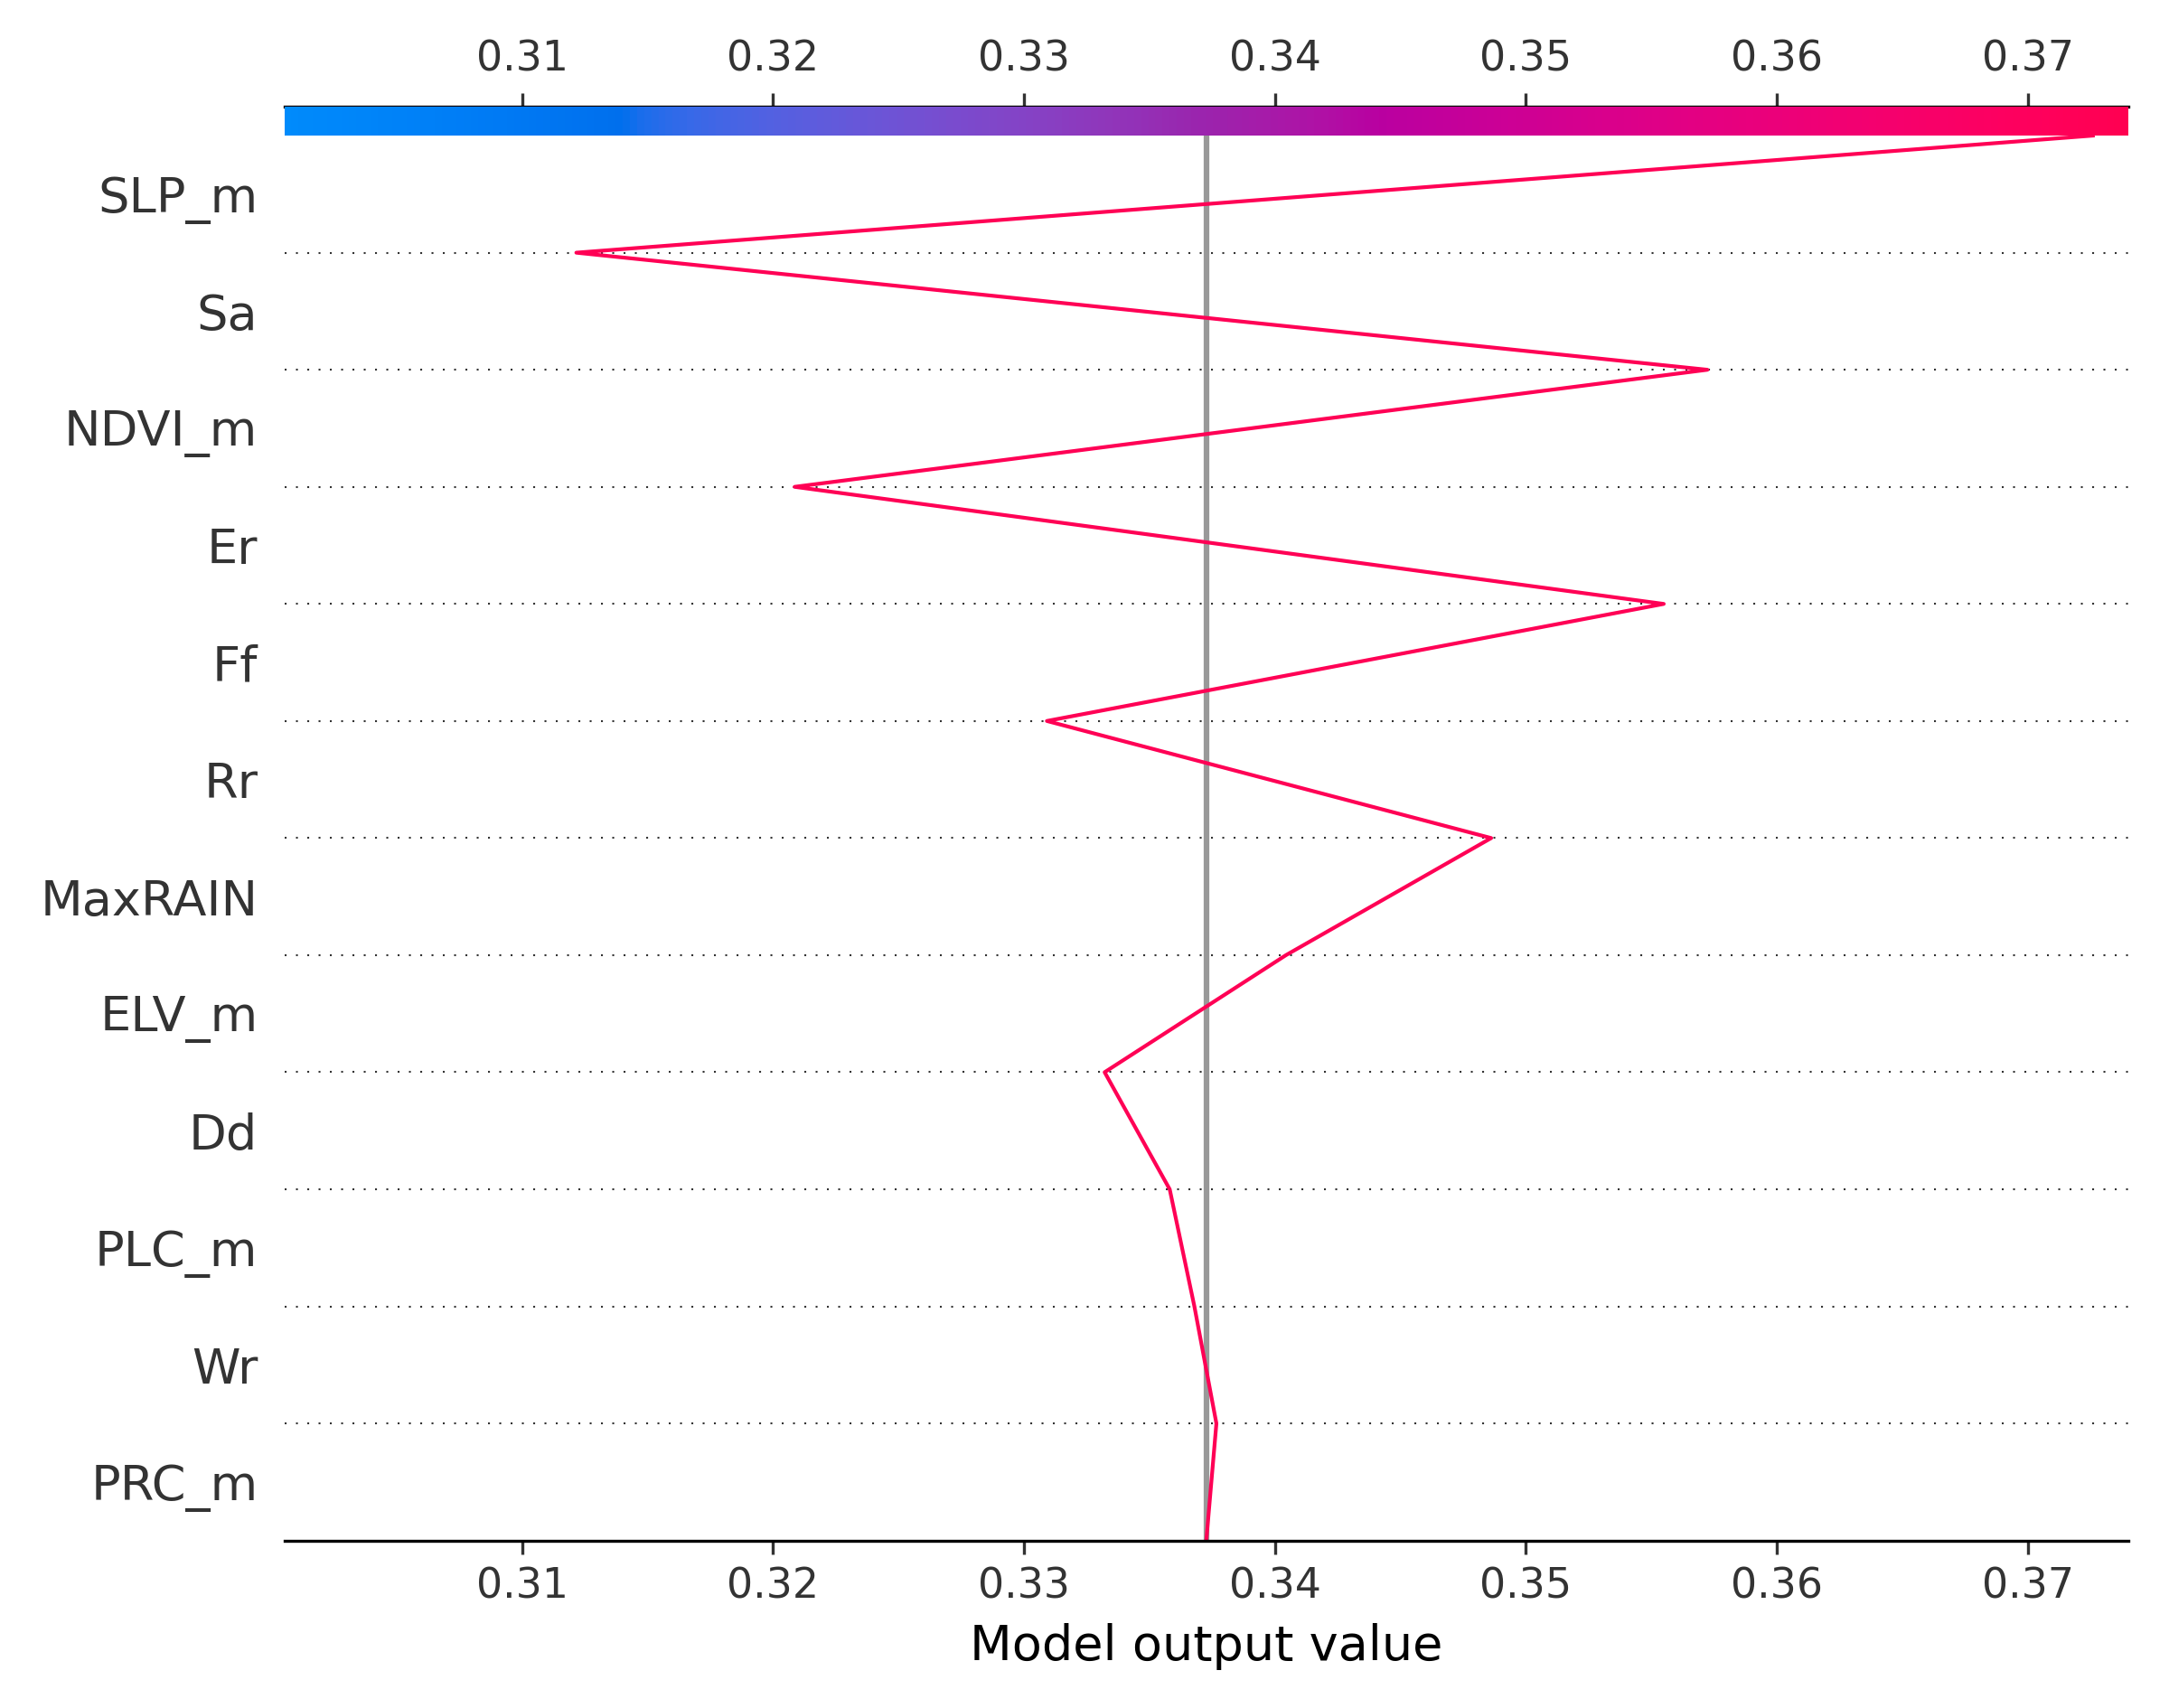 0.31 0.32 0.33 0.34 0.35 0.36 0.37
SLP_m
Sa
NDVI_m
Er
Ff
Rr
MaxRAIN
ELV_m
Dd
PLC_m
Wr
PRC_m
0.31 0.32 0.33 0.34 0.35 0.36 0.37
Model output value